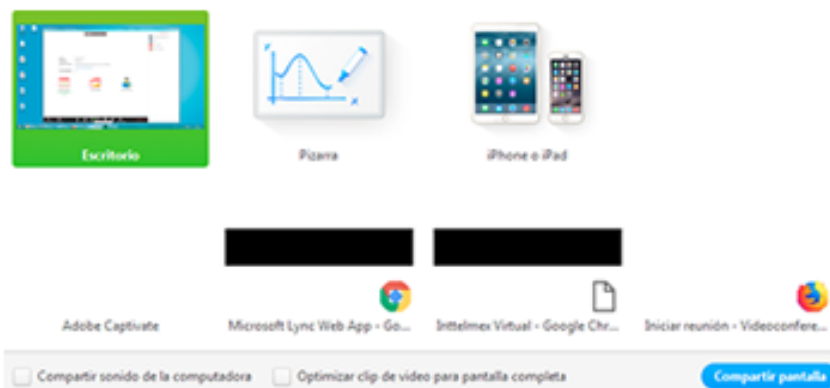 Escritorio
Pizarra
iPhone o iPad
Adobe Captivate
Microsoft Lync Web App - Go...
Inttelmex Virtual - Google Chr...
Iniciar reunión - Videoconfere...
Compartir sonido de la computadora
Optimizar clip de video para pantalla completa
Compartir pantalla